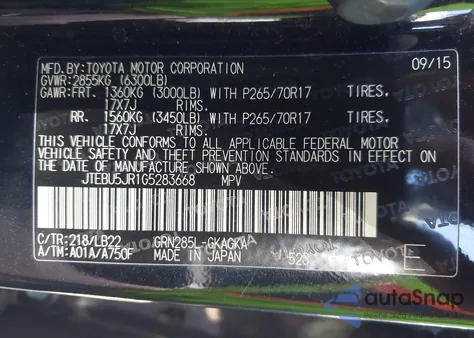 MFD.BY:TOYOTA MOTOR CORPORATION 09/15
GVWR:2855KG (6300LB)
GAWR:FRT. 1360KG (3000LB) WITH P265/70R17 TIRES.
17X7J RIMS.
RR. 1560KG (3450LB) WITH P265/70R17 TIRES.
17X7J RIMS.
THIS VEHICLE CONFORMS TO ALL APPLICABLE FEDERAL MOTOR
VEHICLE SAFETY STANDARDS IN EFFECT ON
THE DATE OF MANUFACTURE SHOWN ABOVE.
JTEBU5JR1G5283668 MPV
C/TR:218/LB22 GRN285L-GKAGKA
A/TM:A01A/A750F MADE IN JAPAN 523 E
autoSnap